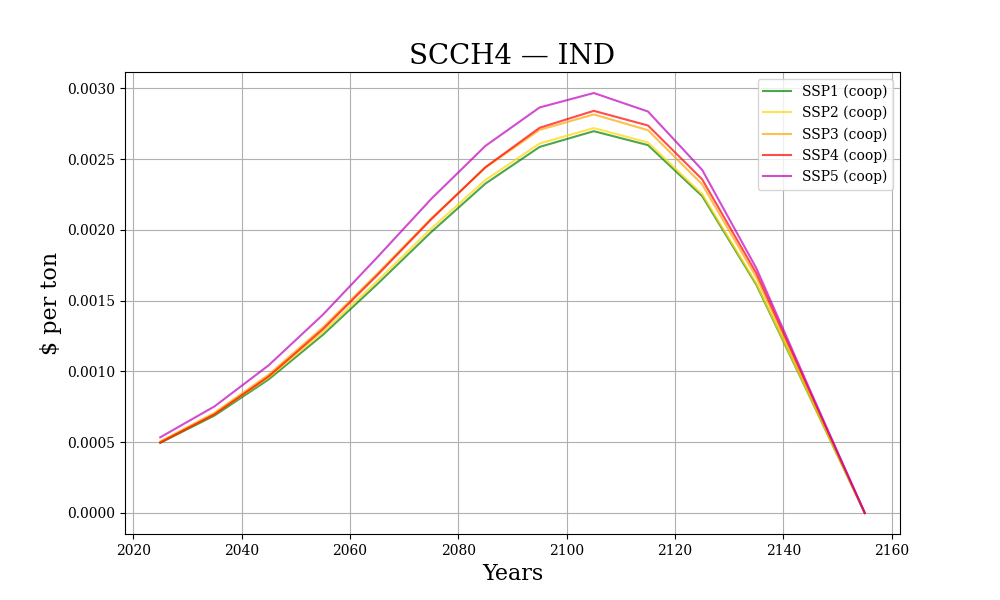 SCCH4 — IND
0.0030
0.0025
0.0020
0.0015
0.0010
0.0005
0.0000
$ per ton
SSP1 (coop)
SSP2 (coop)
SSP3 (coop)
SSP4 (coop)
SSP5 (coop)
2020 2040 2060 2080 2100 2120 2140 2160
Years